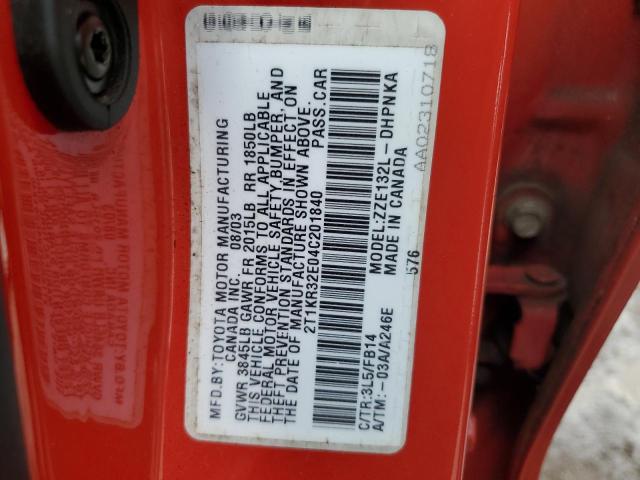 MFD.BY:TOYOTA MOTOR MANUFACTURING
CANADA INC. 08/03
GVWR 3845LB GAWR FR 2015LB RR 1850LB
THIS VEHICLE CONFORMS TO ALL APPLICABLE
FEDERAL MOTOR VEHICLE SAFETY,BUMPER, AND
THEFT PREVENTION STANDARDS IN EFFECT ON
THE DATE OF MANUFACTURE SHOWN ABOVE.
2T1KR32E04C201840 PASS.CAR
C/TR:3L5/FB14 MODEL:ZZE132L-DHPNKA
A/TM:-03A/A246E MADE IN CANADA
576 AA02310718